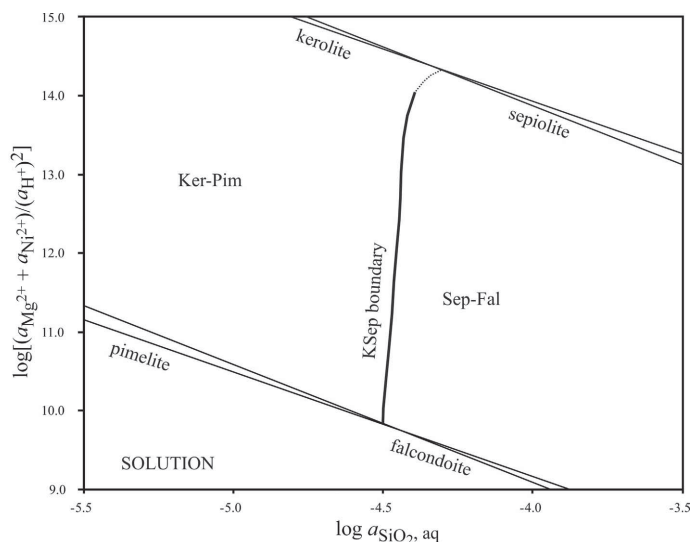 15.0
14.0
13.0
12.0
11.0
10.0
9.0
log[(aMg2+ + aNi2+)/(aH+)2]
kerolite
sepiolite
Ker-Pim
KSep boundary
Sep-Fal
pimelite
falcondoite
SOLUTION
-5.5 -5.0 -4.5 -4.0 -3.5
log aSiO2, aq